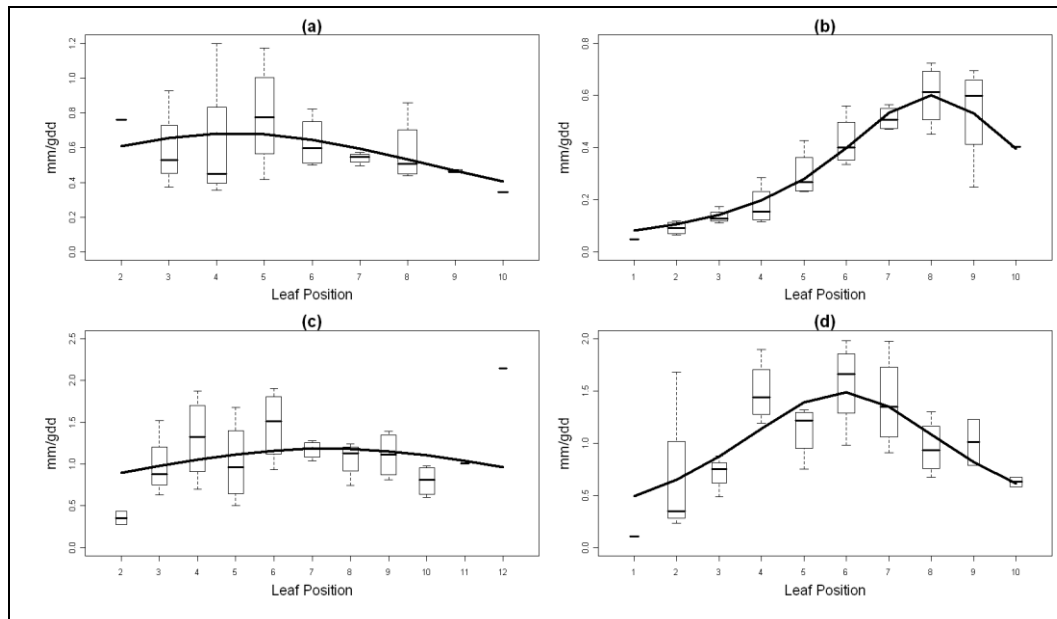 (a)
mm/gdd
0.0 0.2 0.4 0.6 0.8 1.0 1.2
2 3 4 5 6 7 8 9 10
Leaf Position
(b)
mm/gdd
0.0 0.2 0.4 0.6 0.8
1 2 3 4 5 6 7 8 9 10
Leaf Position
(c)
mm/gdd
0.0 0.5 1.0 1.5 2.0 2.5
2 3 4 5 6 7 8 9 10 11 12
Leaf Position
(d)
mm/gdd
0.0 0.5 1.0 1.5 2.0
1 2 3 4 5 6 7 8 9 10
Leaf Position